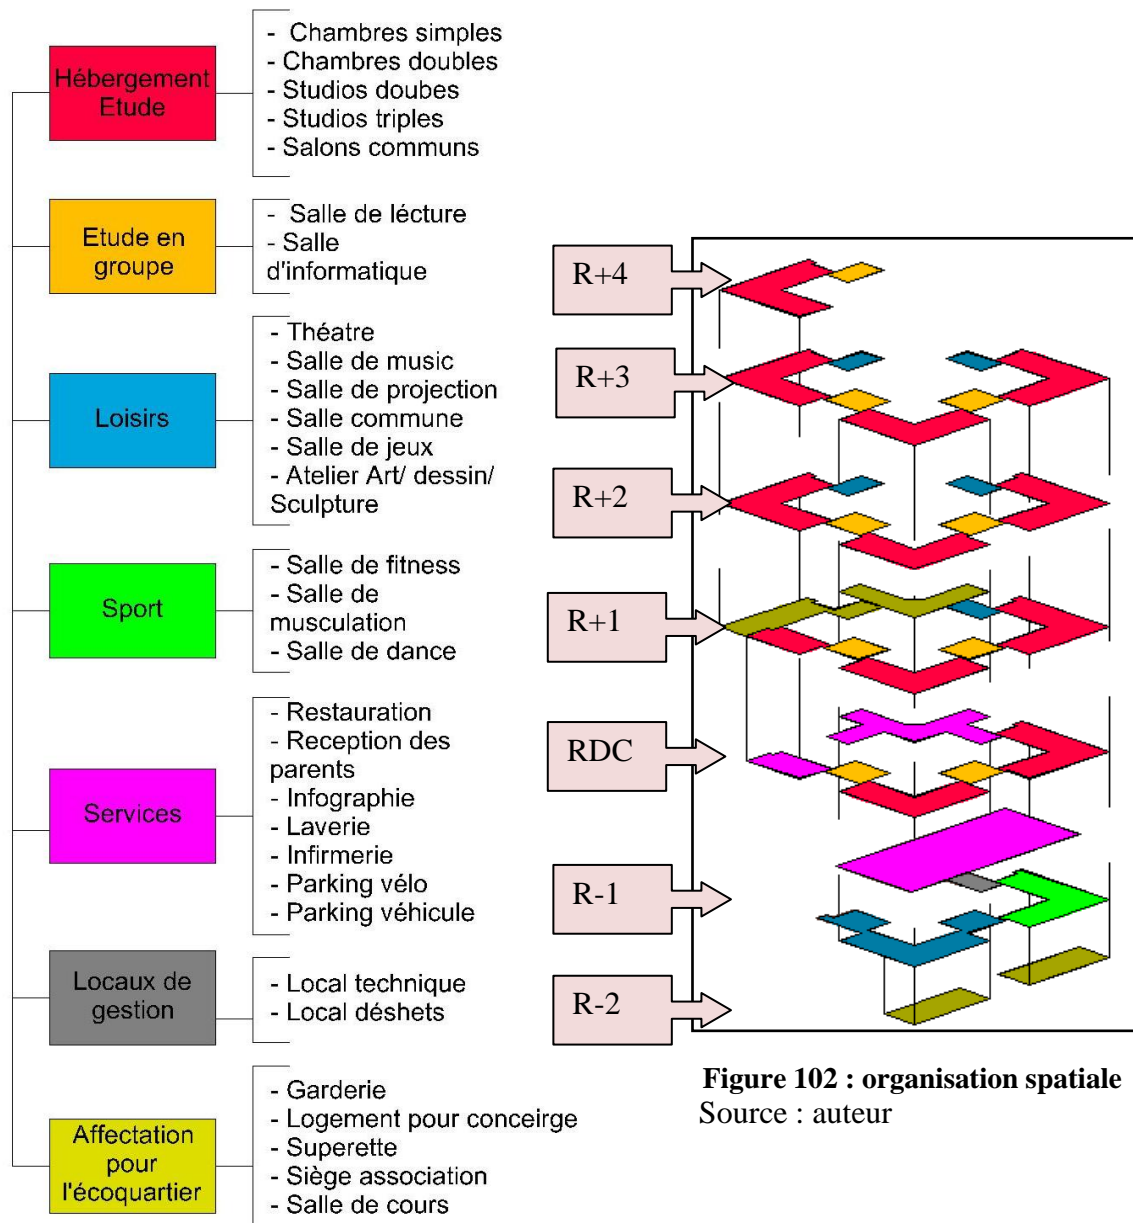 Hébergement
Etude
- Chambres simples
- Chambres doubles
- Studios doubes
- Studios triples
- Salons communs
Etude en
groupe
- Salle de lécture
- Salle
d'informatique
Loisirs
- Théatre
- Salle de music
- Salle de projection
- Salle commune
- Salle de jeux
- Atelier Art/ dessin/
Sculpture
Sport
- Salle de fitness
- Salle de
musculation
- Salle de dance
Services
- Restauration
- Reception des
parents
- Infographie
- Laverie
- Infirmerie
- Parking vélo
- Parking véhicule
Locaux de
gestion
- Local technique
- Local déshets
Affectation
pour
l'écoquartier
- Garderie
- Logement pour conceirge
- Superette
- Siège association
- Salle de cours
R+4
R+3
R+2
R+1
RDC
R-1
R-2
Figure 102 : organisation spatiale
Source : auteur